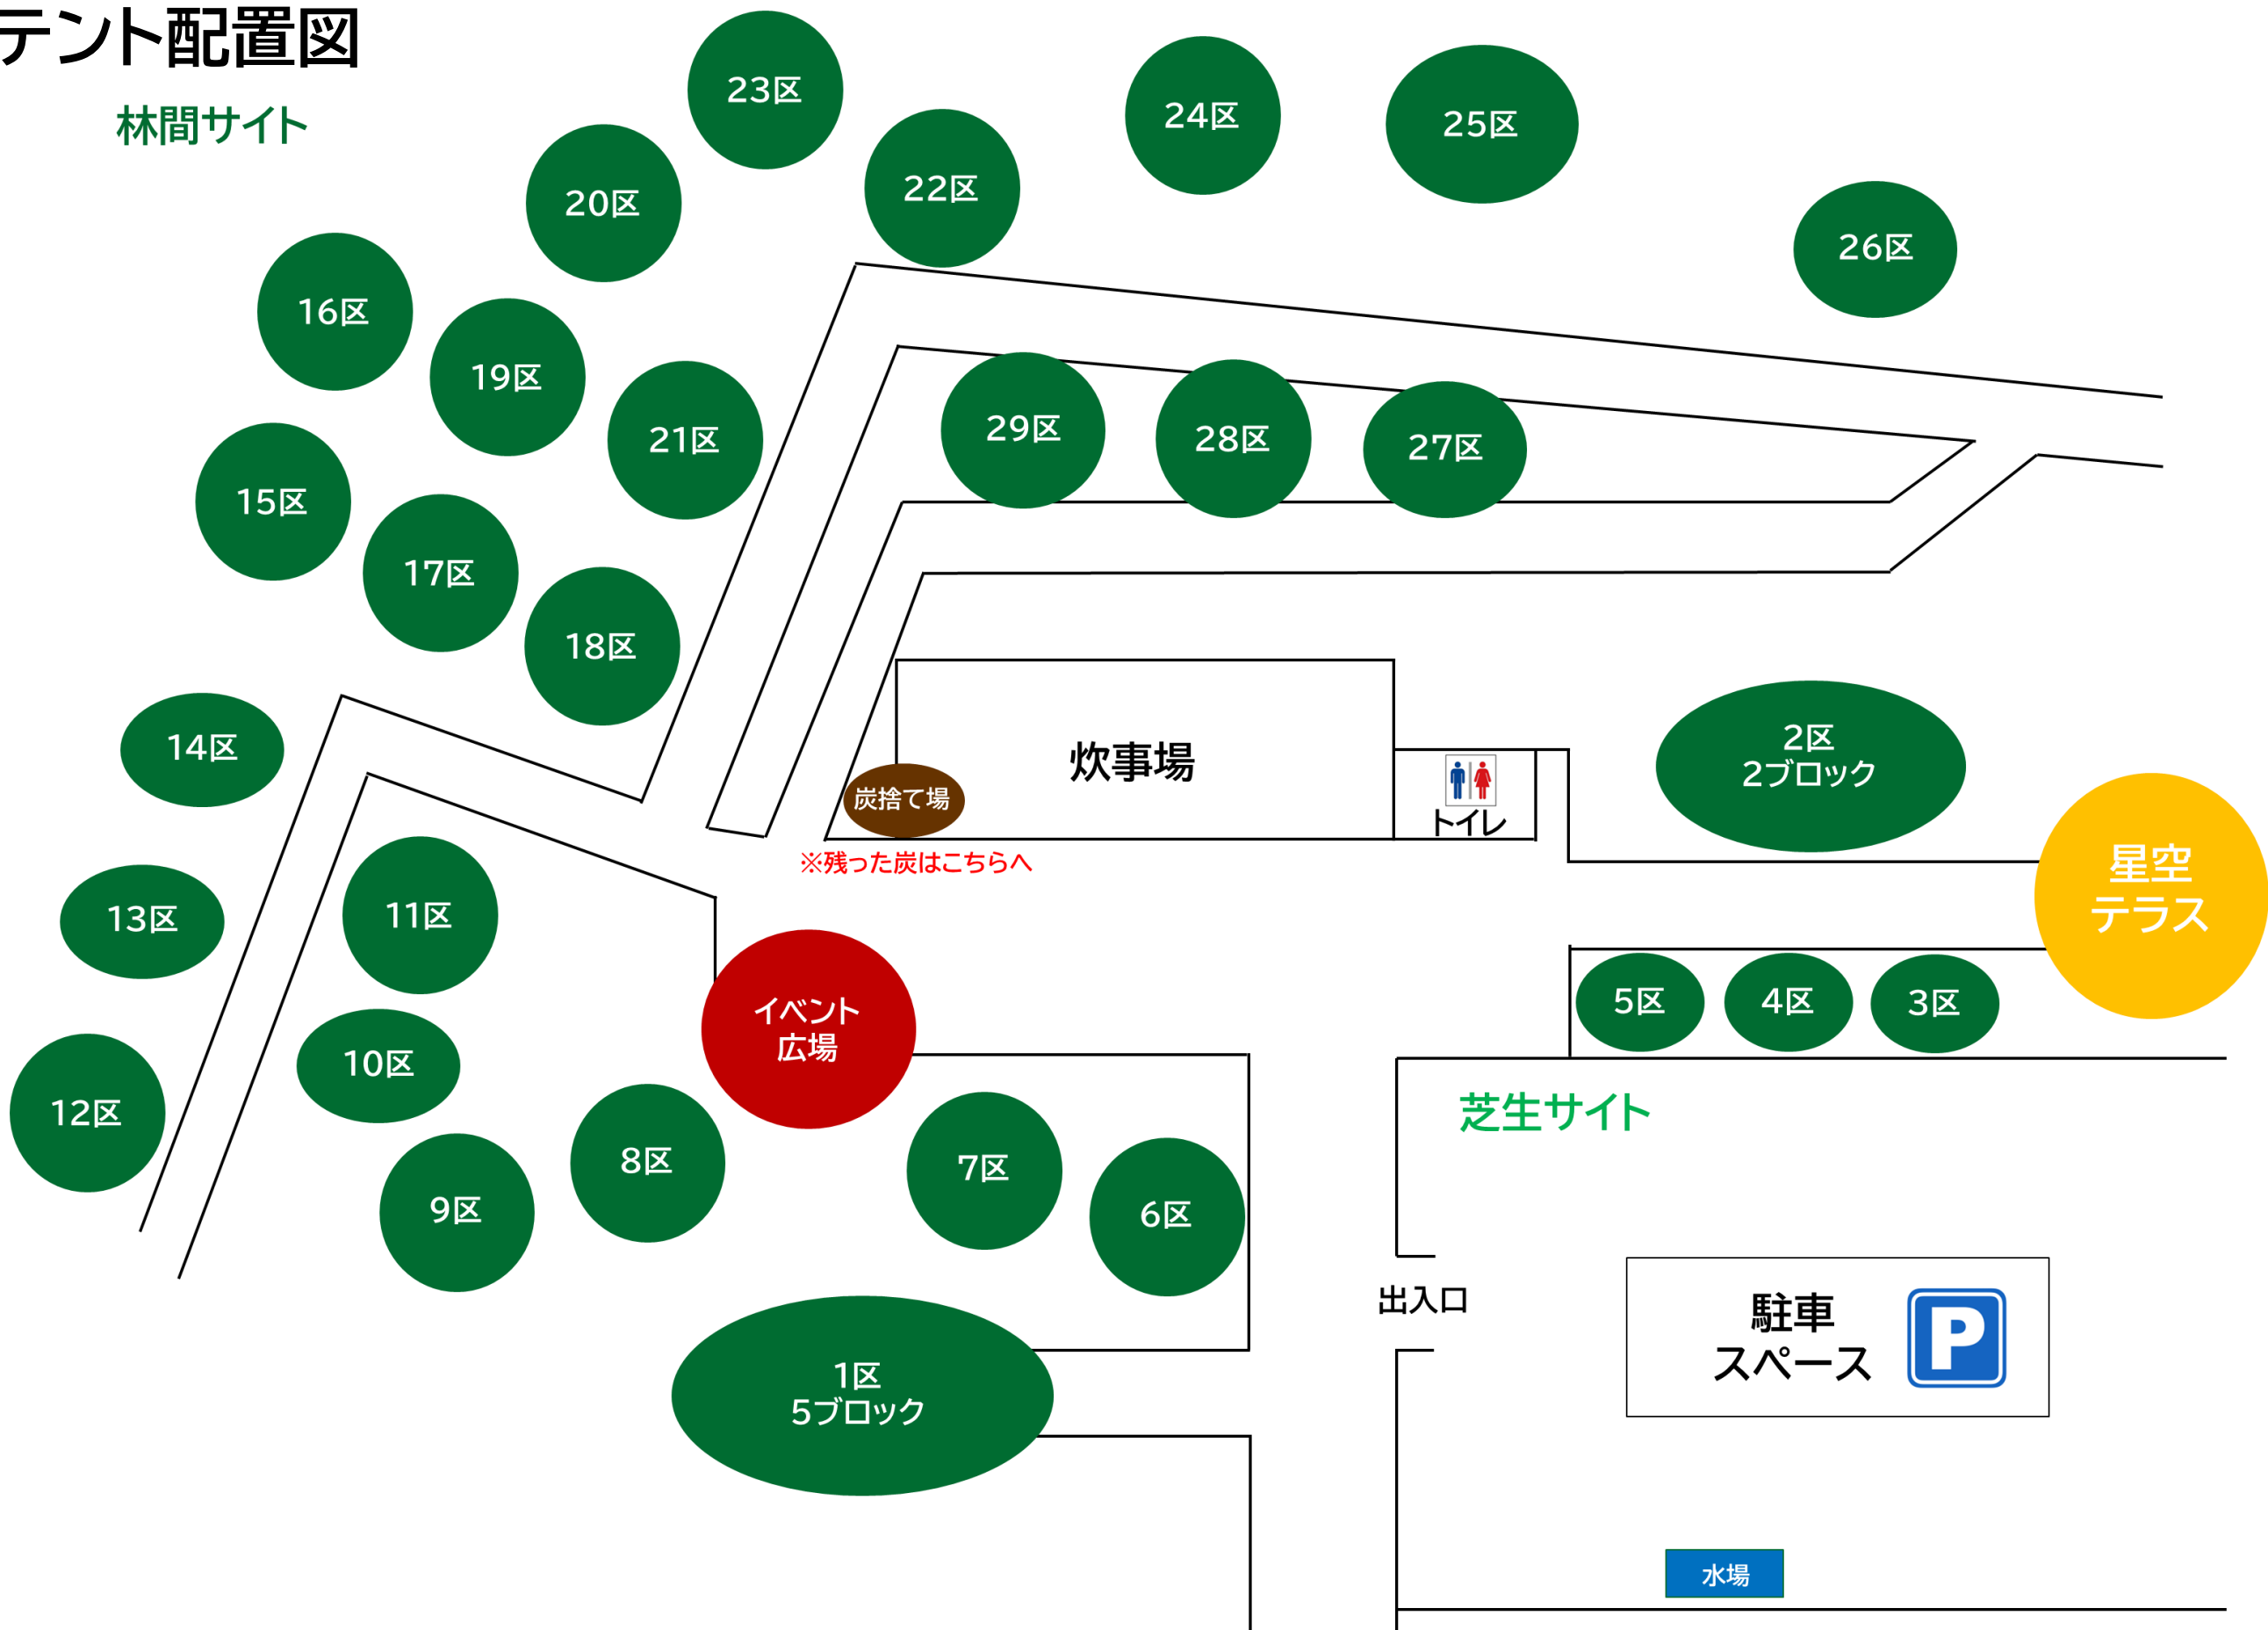 テント配置図
林間サイト
23区
24区
25区
22区
20区
26区
16区
19区
21区
29区
28区
27区
15区
17区
18区
14区
炊事場
2区
2ブロック
炭捨て場
トイレ
※残った炭はこちらへ
星空
テラス
13区
11区
イベント
広場
5区
4区
3区
10区
12区
8区
7区
芝生サイト
9区
6区
出入口
駐車
スペース
P
1区
5ブロック
水場